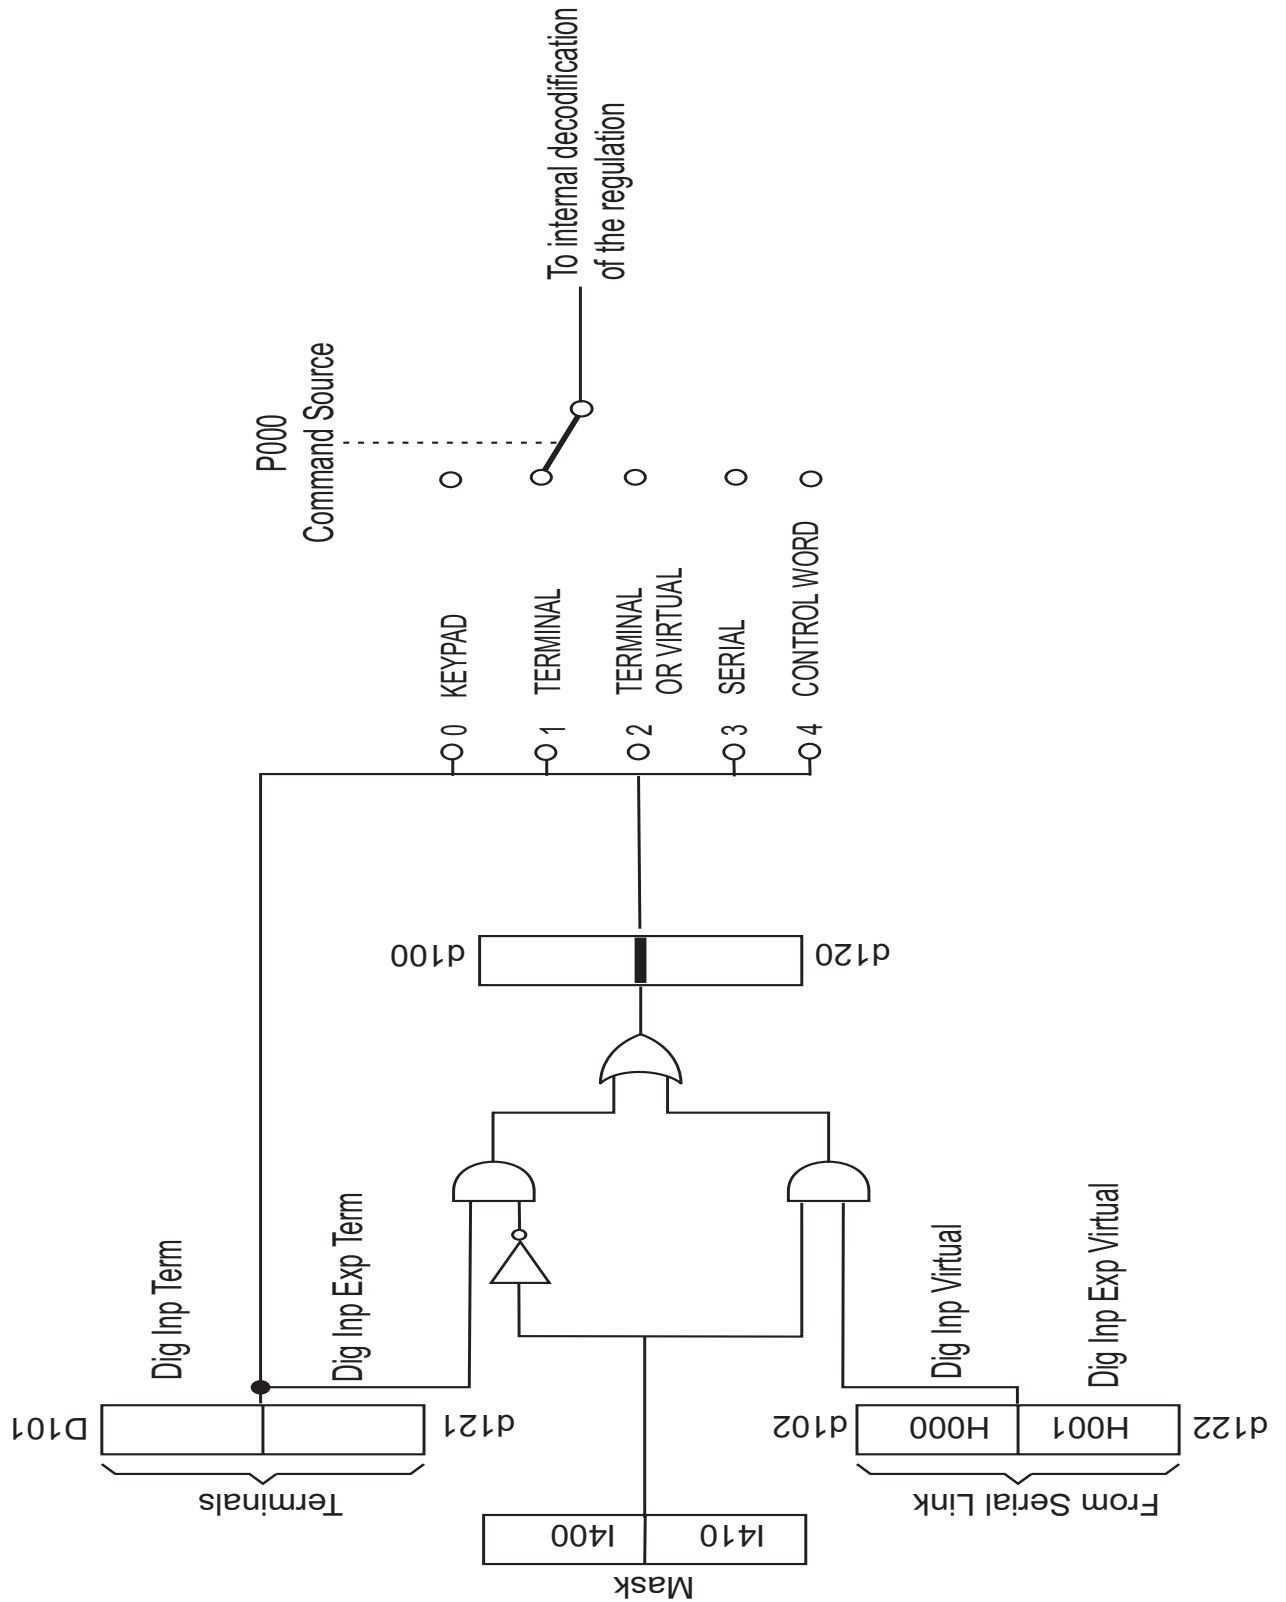 To internal decodification
of the regulation
P000
Command Source
0 KEYPAD
1 TERMINAL
2 TERMINAL
OR VIRTUAL
3 SERIAL
4 CONTROL WORD
d100
d120
Dig Inp Term
Dig Inp Exp Term
D101
d121
Terminals
Dig Inp Virtual
Dig Inp Exp Virtual
d102
H000
H001
d122
From Serial Link
I400
I410
Mask